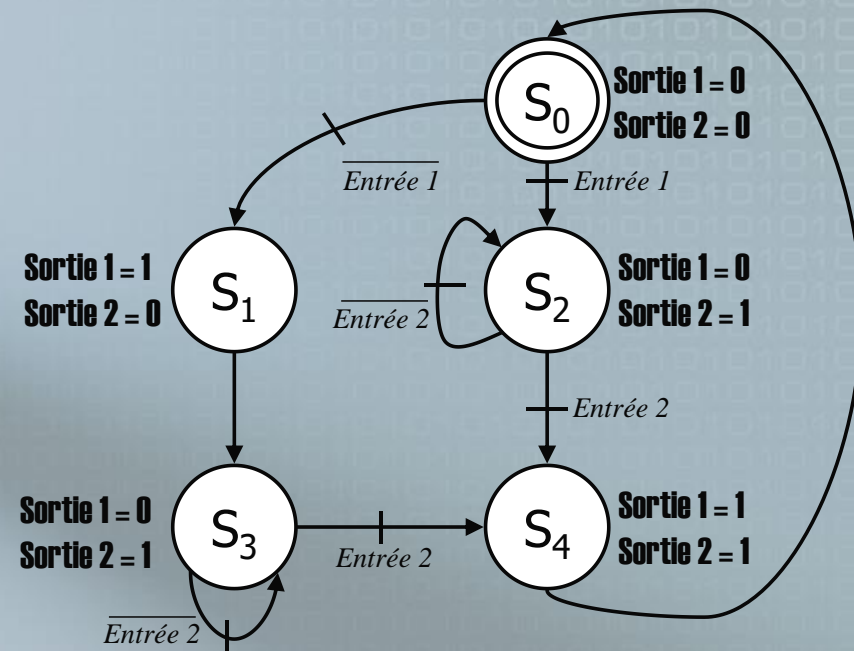 S0
Sortie 1 = 0
Sortie 2 = 0
Entrée 1
Entrée 1
Sortie 1 = 1
Sortie 2 = 0
S1
S2
Sortie 1 = 0
Sortie 2 = 1
Entrée 2
Entrée 2
Sortie 1 = 0
Sortie 2 = 1
S3
Entrée 2
S4
Sortie 1 = 1
Sortie 2 = 1
Entrée 2